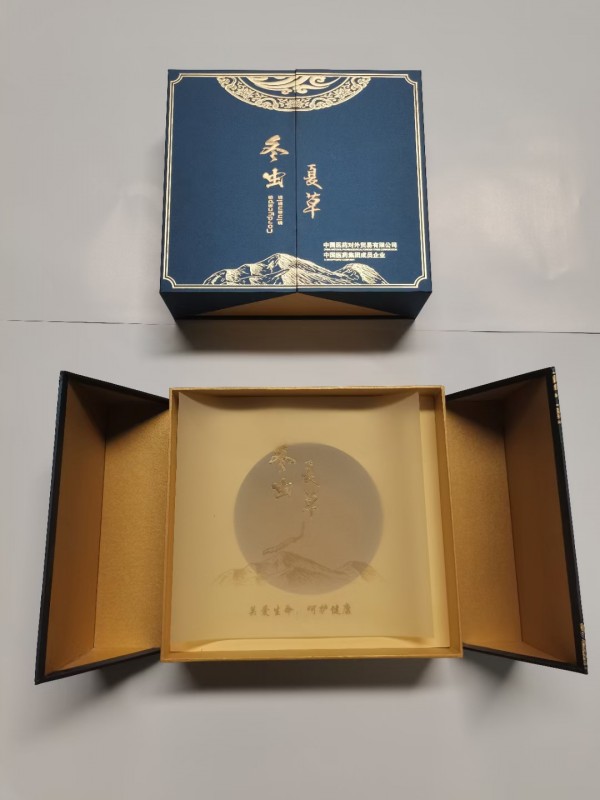 冬虫
夏草
Cordyceps
sinensis
中国医药对外贸易有限公司
中国医药集团成员企业
冬虫
夏草
关爱生命，呵护健康